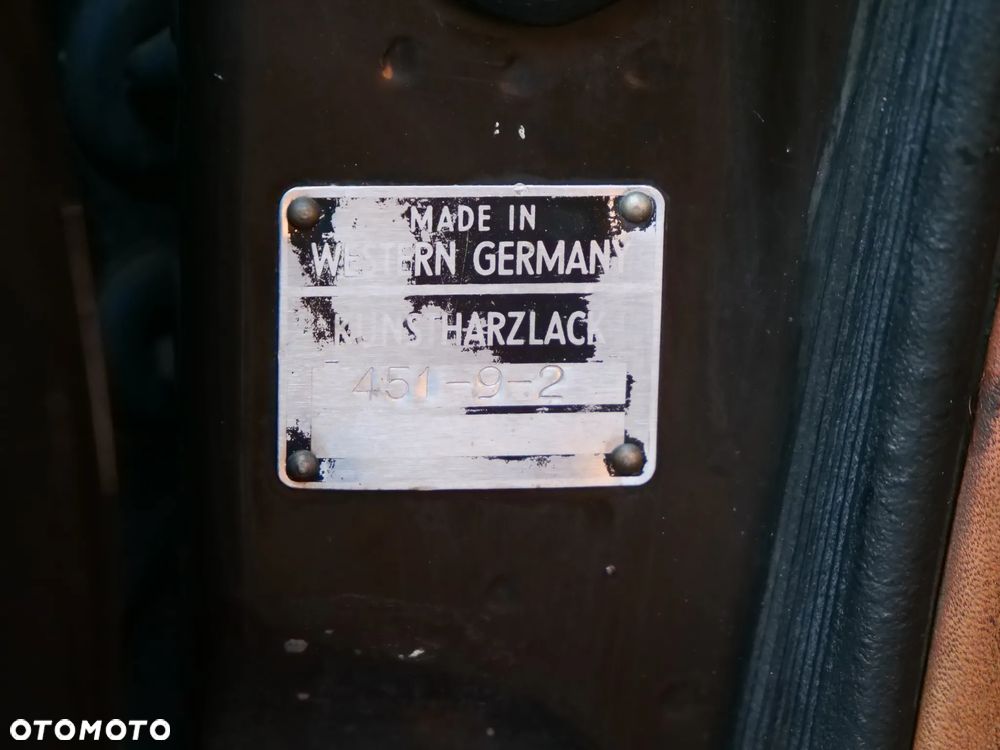 MADE IN
WESTERN GERMANY
KUNSTHARZLACK
451-9-2
OTOMOTO